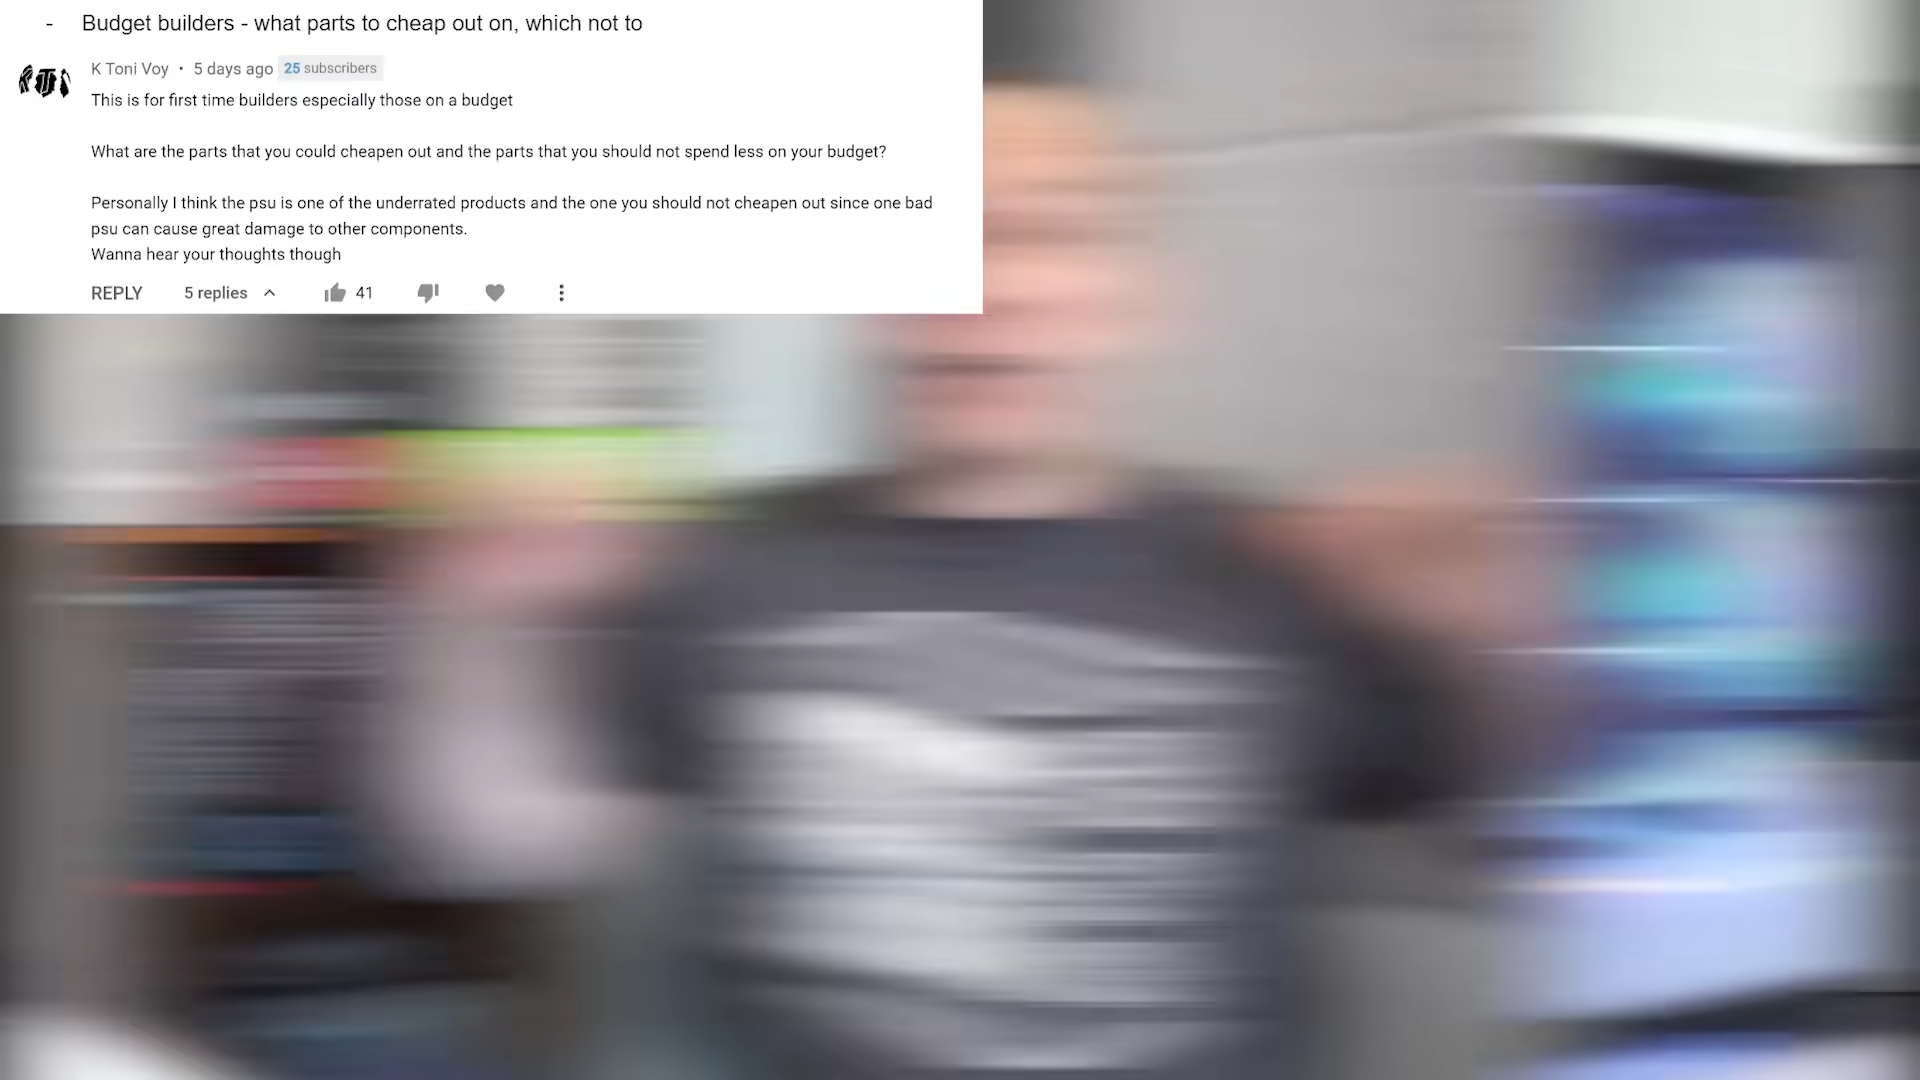 - Budget builders - what parts to cheap out on, which not to
K Toni Voy • 5 days ago 25 subscribers
This is for first time builders especially those on a budget
What are the parts that you could cheapen out and the parts that you should not spend less on your budget?
Personally I think the psu is one of the underrated products and the one you should not cheapen out since one bad
psu can cause great damage to other components.
Wanna hear your thoughts though
REPLY 5 replies 41